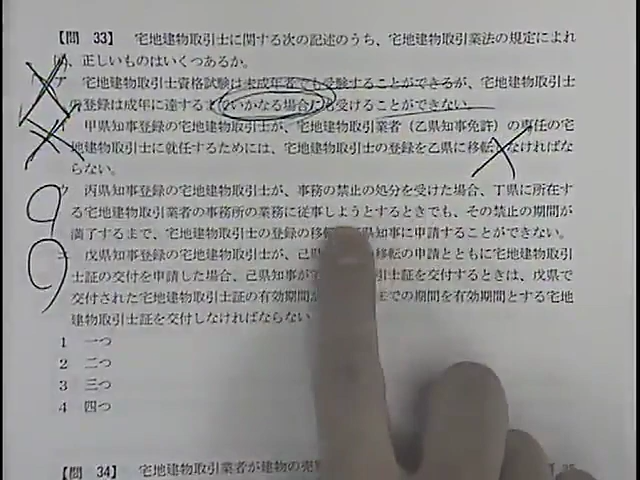 【問 33】 宅地建物取引士に関する次の記述のうち、宅地建物取引業法の規定によれ
ば、正しいものはいくつあるか。
ア 宅地建物取引士資格試験は未成年者でも受験することができるが、宅地建物取引士
の登録は成年に達するまでいかなる場合にも受けることができない。
イ 甲県知事登録の宅地建物取引士が、宅地建物取引業者（乙県知事免許）の専任の宅
地建物取引士に就任するためには、宅地建物取引士の登録を乙県に移転しなければな
らない。
ウ 丙県知事登録の宅地建物取引士が、事務の禁止の処分を受けた場合、丁県に所在す
る宅地建物取引業者の事務所の業務に従事しようとするときでも、その禁止の期間が
満了するまで、宅地建物取引士の登録の移 県知事に申請することができない。
エ 戊県知事登録の宅地建物取引士が、己県 移転の申請とともに宅地建物取引
士証の交付を申請した場合、己県知事が宅 引士証を交付するときは、戊県で
交付された宅地建物取引士証の有効期間が までの期間を有効期間とする宅地
建物取引士証を交付しなければならない
1 一つ
2 二つ
3 三つ
4 四つ
【問 34】 宅地建物取引業者が建物の売